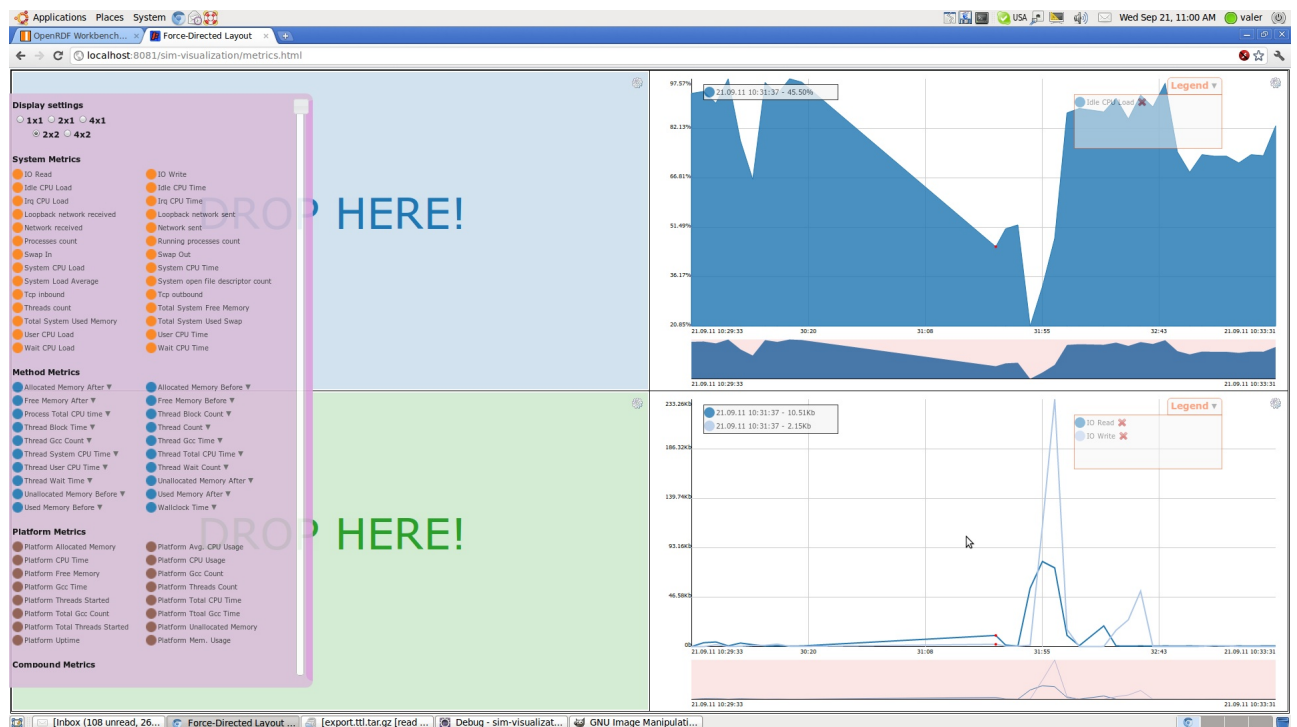 Applications Places System USA Wed Sep 21, 11:00 AM valer
OpenRDF Workbench... × Force-Directed Layout ×
localhost:8081/sim-visualization/metrics.html
Display settings
1x1 2x1 4x1
2x2 4x2
System Metrics
IO Read IO Write
Idle CPU Load Idle CPU Time
Irq CPU Load Irq CPU Time
Loopback network received Loopback network sent
Network received Network sent
Processes count Running processes count
Swap In Swap Out
System CPU Load System CPU Time
System Load Average System open file descriptor count
Tcp inbound Tcp outbound
Threads count Total System Free Memory
Total System Used Memory Total System Used Swap
User CPU Load User CPU Time
Wait CPU Load Wait CPU Time
Method Metrics
Allocated Memory After ▼ Allocated Memory Before ▼
Free Memory After ▼ Free Memory Before ▼
Process Total CPU time ▼ Thread Block Count ▼
Thread Block Time ▼ Thread Count ▼
Thread Gcc Count ▼ Thread Gcc Time ▼
Thread System CPU Time ▼ Thread Total CPU Time ▼
Thread User CPU Time ▼ Thread Wait Count ▼
Thread Wait Time ▼ Unallocated Memory After ▼
Unallocated Memory Before ▼ Used Memory After ▼
Used Memory Before ▼ Wallclock Time ▼
Platform Metrics
Platform Allocated Memory Platform Avg. CPU Usage
Platform CPU Time Platform CPU Usage
Platform Free Memory Platform Gcc Count
Platform Gcc Time Platform Threads Count
Platform Threads Started Platform Total CPU Time
Platform Total Gcc Count Platform Ttoal Gcc Time
Platform Total Threads Started Platform Unallocated Memory
Platform Uptime Platform Mem. Usage
Compound Metrics
DROP HERE!
DROP HERE!
97.57%
82.13%
66.81%
51.49%
36.17%
20.85%
21.09.11 10:31:37 - 45.50%
Legend ▼
Idle CPU Load
21.09.11 10:29:33 30:20 31:08 31:55 32:43 21.09.11 10:33:31
21.09.11 10:29:33 21.09.11 10:33:31
233.26Kb
186.32Kb
139.74Kb
93.16Kb
46.58Kb
0b
21.09.11 10:31:37 - 10.51Kb
21.09.11 10:31:37 - 2.15Kb
Legend ▼
IO Read
IO Write
21.09.11 10:29:33 30:20 31:08 31:55 32:43 21.09.11 10:33:31
21.09.11 10:29:33 21.09.11 10:33:31
[Inbox (108 unread, 26... Force-Directed Layout ... [export.ttl.tar.gz [read ... Debug - sim-visualizat... GNU Image Manipulati...